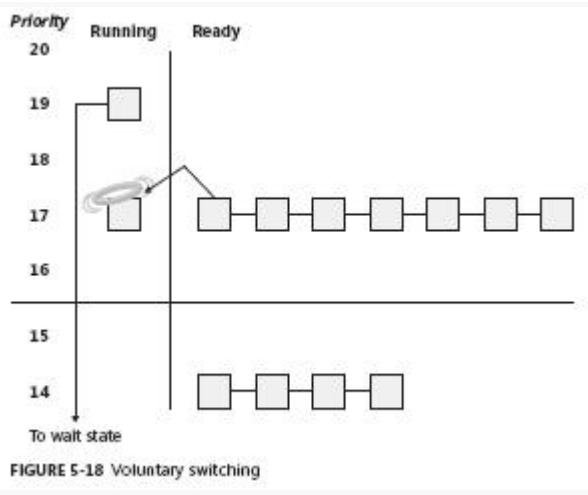 Priority
Running
Ready
20
19
18
17
16
15
14
To wait state
FIGURE 5-18 Voluntary switching